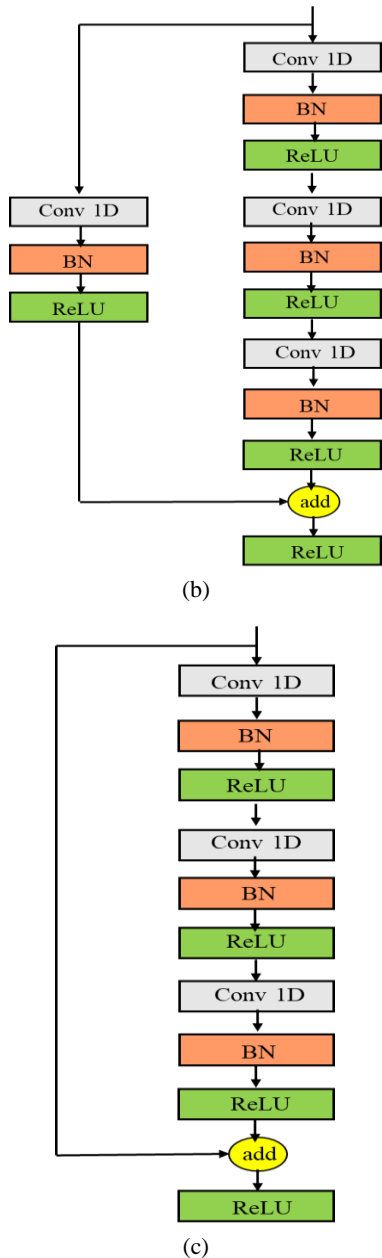 Conv 1D
BN
ReLU
Conv 1D
Conv 1D
BN
BN
ReLU
ReLU
Conv 1D
BN
ReLU
add
ReLU
(b)
Conv 1D
BN
ReLU
Conv 1D
BN
ReLU
Conv 1D
BN
ReLU
add
ReLU
(c)